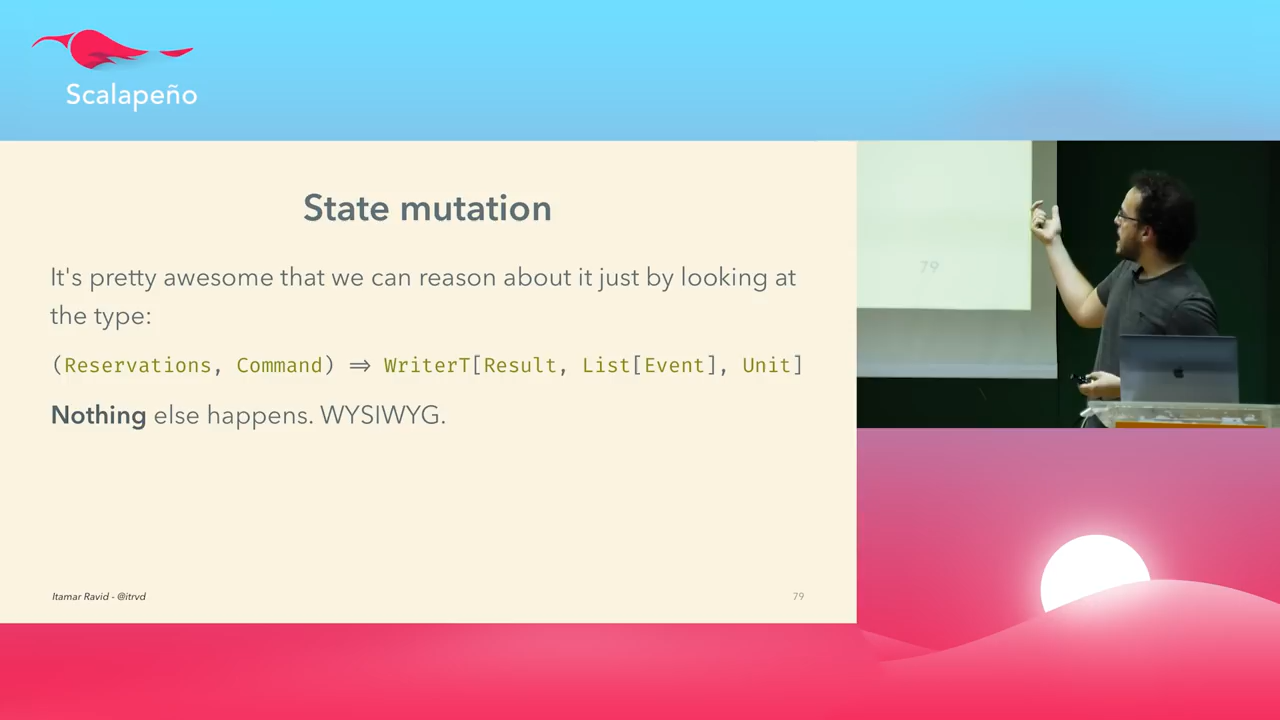 Scalapeño
State mutation
It's pretty awesome that we can reason about it just by looking at
the type:
(Reservations, Command) ⇒ WriterT[Result, List[Event], Unit]
Nothing else happens. WYSIWYG.
Itamar Ravid - @itrvd
79
79